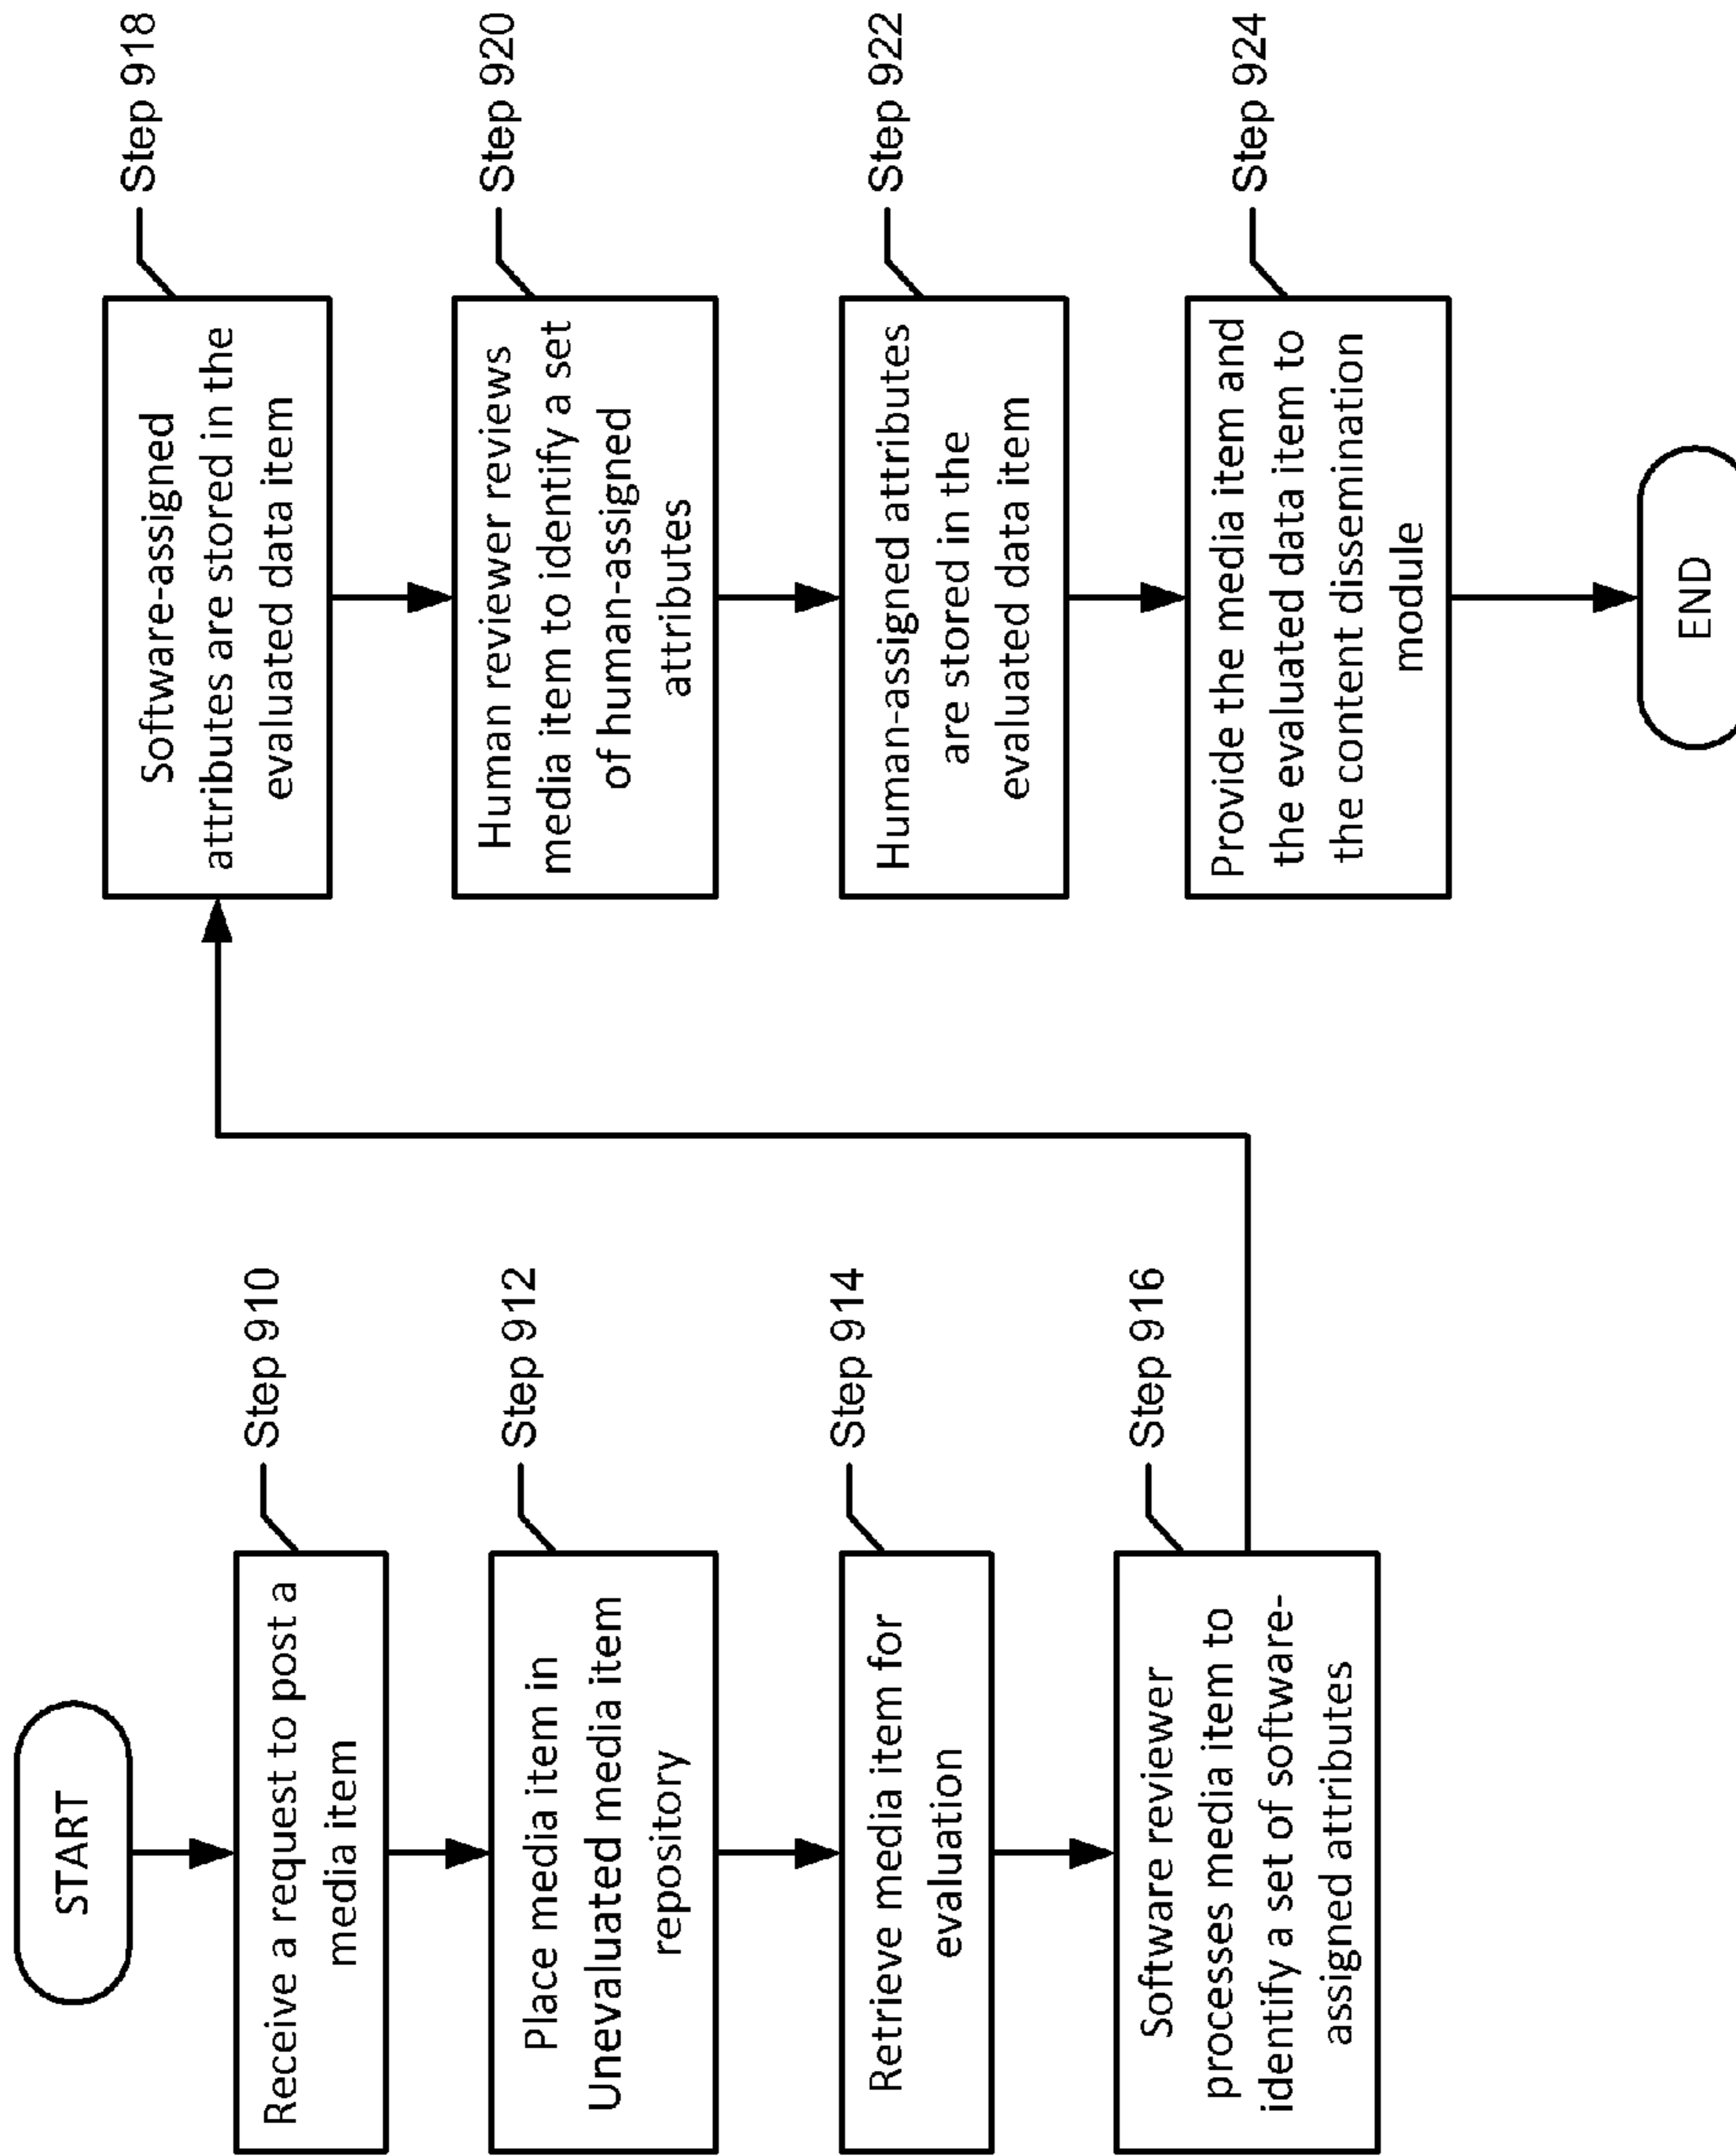 START
Receive a request to post a
media item
Step 910
Place media item in
Unevaluated media item
repository
Step 912
Retrieve media item for
evaluation
Step 914
Software reviewer
processes media item to
identify a set of software-
assigned attributes
Step 916
Software-assigned
attributes are stored in the
evaluated data item
Step 918
Human reviewer reviews
media item to identify a set
of human-assigned
attributes
Step 920
Human-assigned attributes
are stored in the
evaluated data item
Step 922
Provide the media item and
the evaluated data item to
the content dissemination
module
Step 924
END